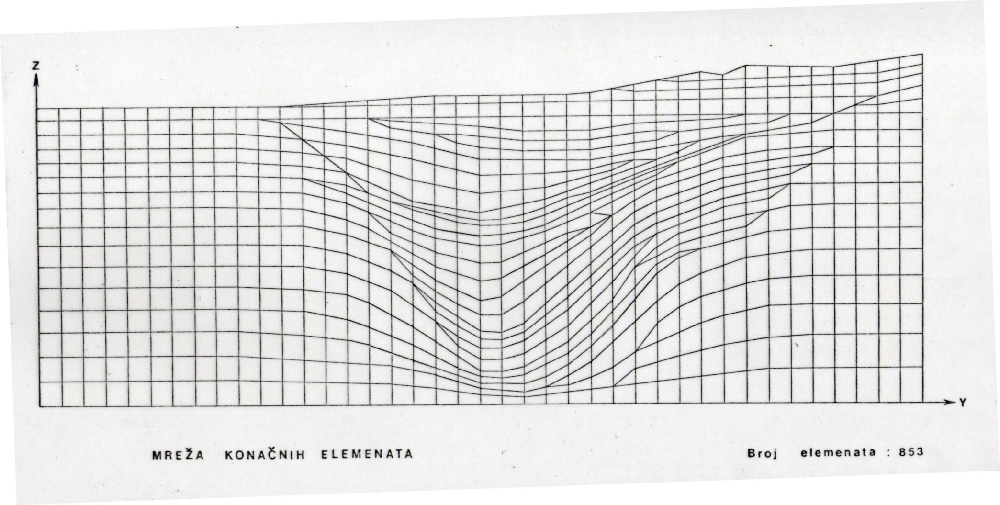 Z
Y
MREŽA KONAČNIH ELEMENATA
Broj elemenata : 853